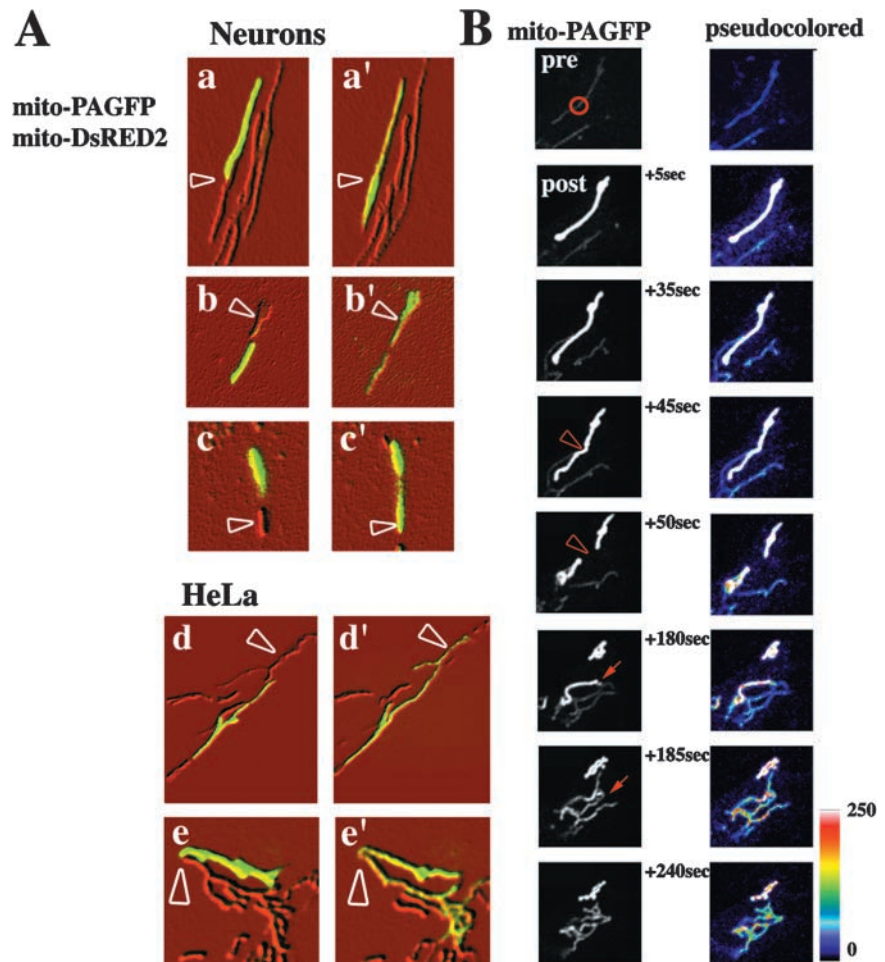 A
Neurons
mito-PAGFP
mito-DsRED2
a
a'
b
b'
c
c'
HeLa
d
d'
e
e'
B
mito-PAGFP
pseudocolored
pre
post
+5sec
+35sec
+45sec
+50sec
+180sec
+185sec
+240sec
250
0